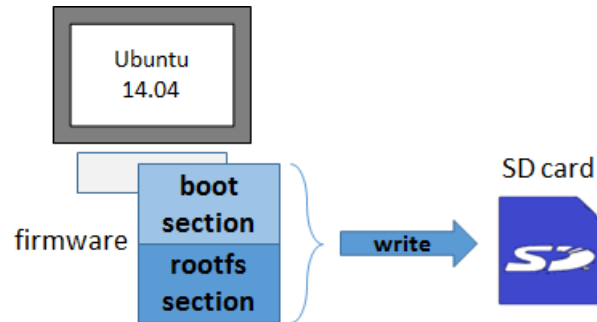 Ubuntu
14.04
SD card
boot
section
firmware
write
rootfs
section
SD